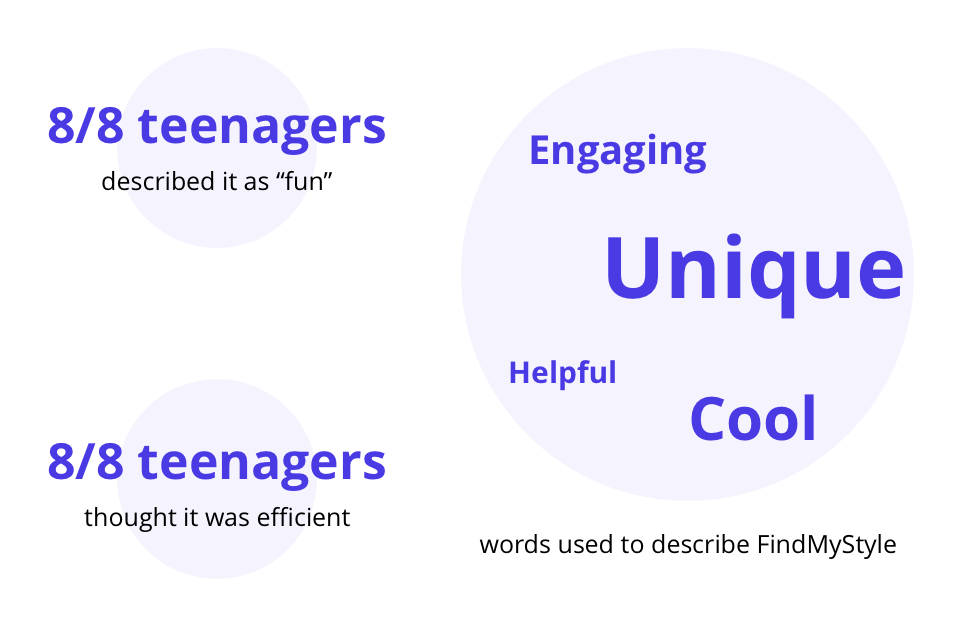 8/8 teenagers
described it as “fun”
8/8 teenagers
thought it was efficient
Engaging
Unique
Helpful
Cool
words used to describe FindMyStyle